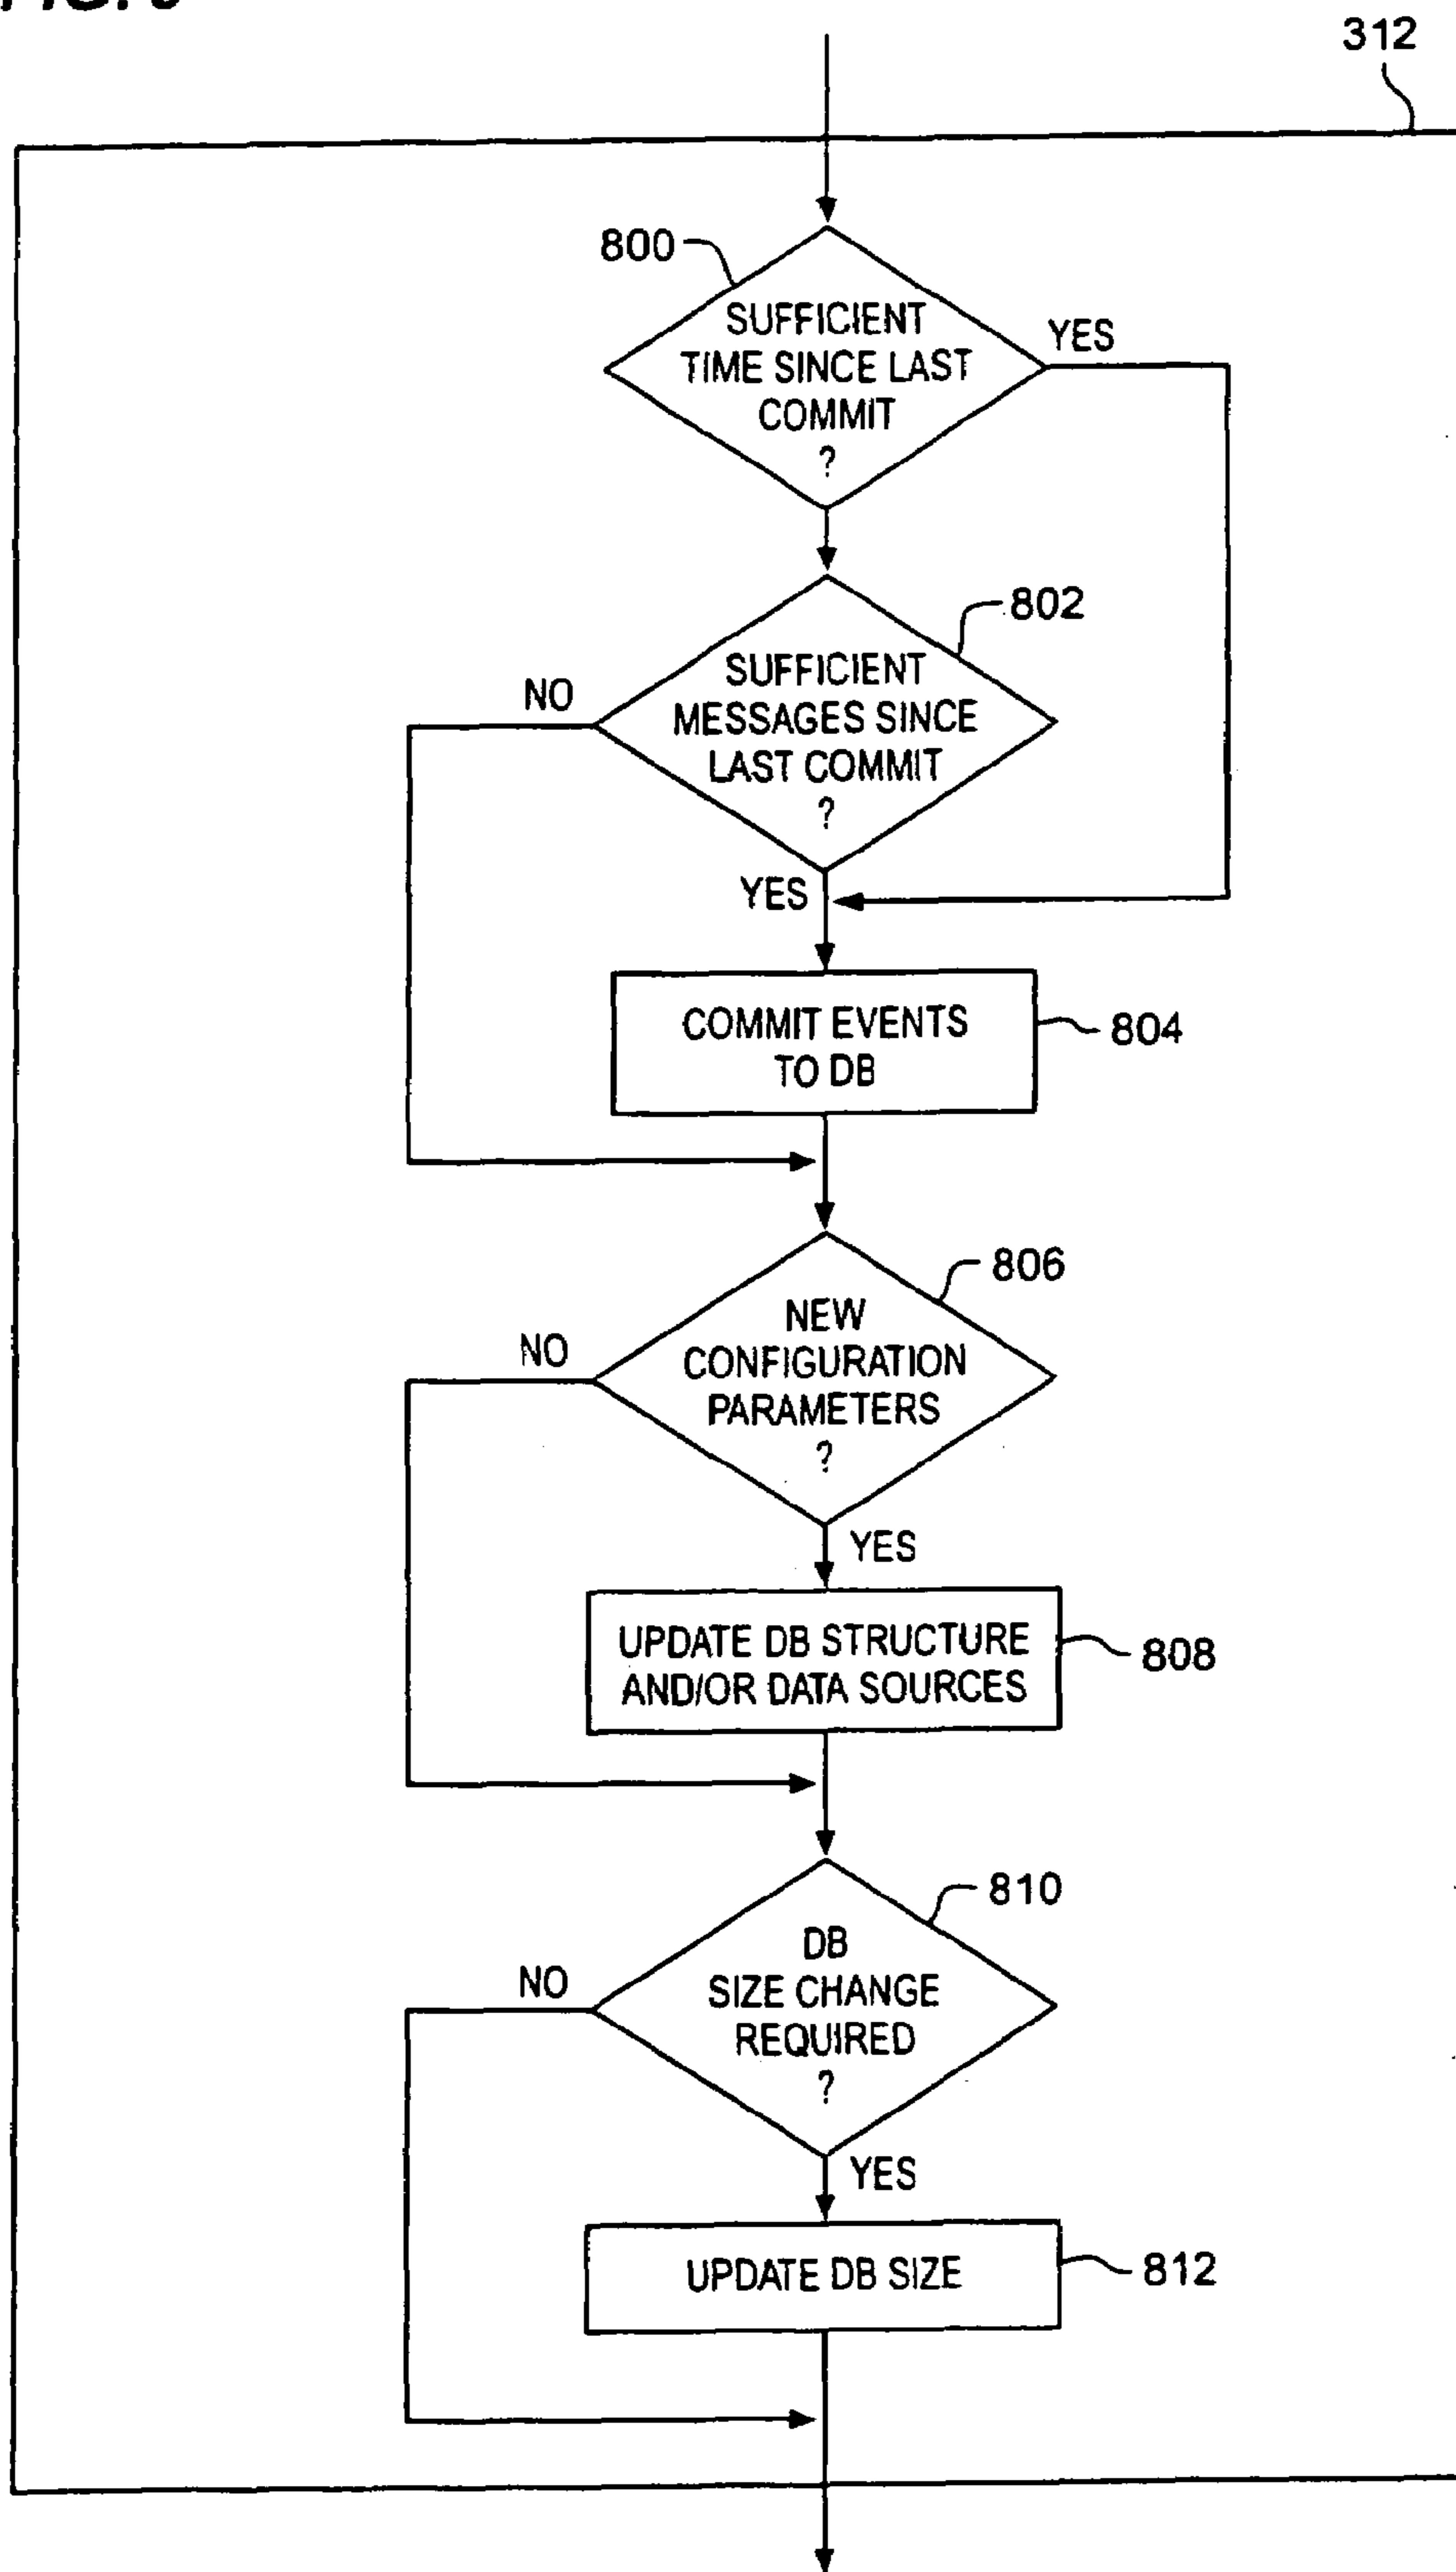 FIG.
312
800
SUFFICIENT
TIME SINCE LAST
COMMIT
?
YES
802
SUFFICIENT
MESSAGES SINCE
LAST COMMIT
?
NO
YES
COMMIT EVENTS
TO DB
804
806
NEW
CONFIGURATION
PARAMETERS
?
NO
YES
UPDATE DB STRUCTURE
AND/OR DATA SOURCES
808
810
DB
SIZE CHANGE
REQUIRED
?
NO
YES
UPDATE DB SIZE
812